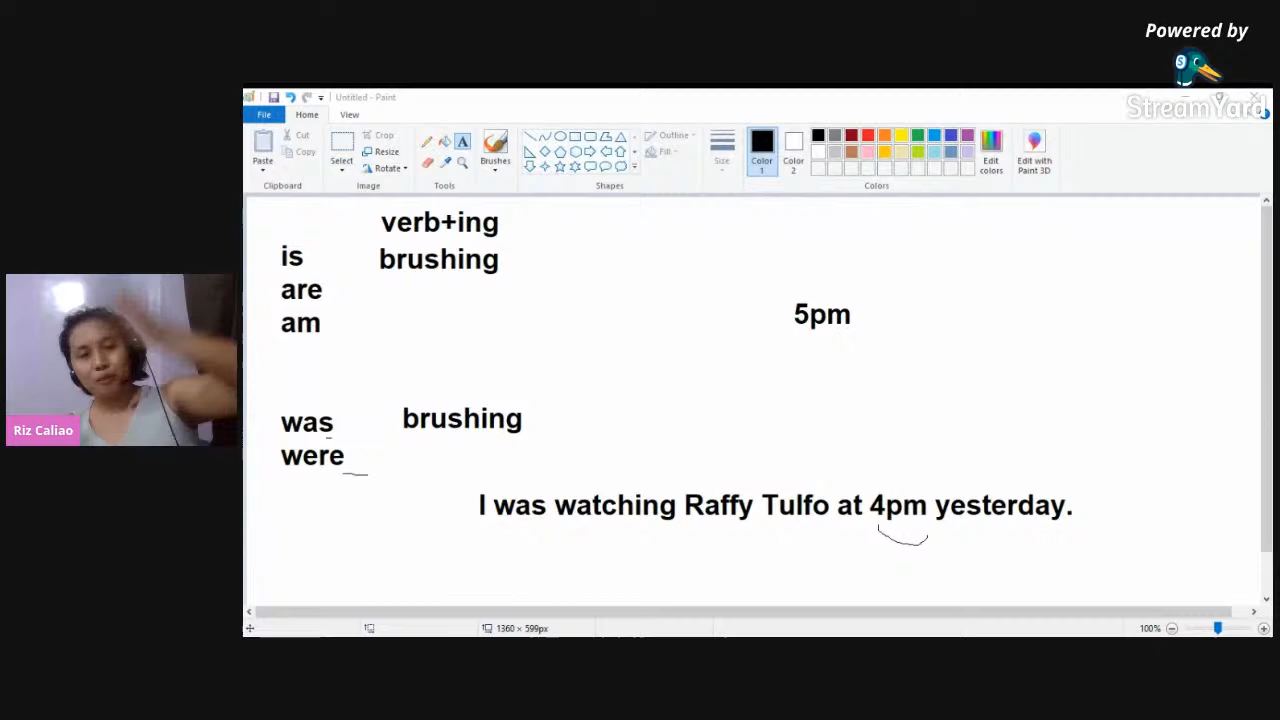 Powered by
StreamYard
Untitled - Paint
File Home View
Paste
Cut
Copy
Clipboard
Select
Crop
Resize
Rotate
Image
Tools
Brushes
Shapes
Outline
Fill
Size
Color 1
Color 2
Colors
Edit colors
Edit with Paint 3D
verb+ing
is brushing
are
am
5pm
was brushing
were
I was watching Raffy Tulfo at 4pm yesterday.
Riz Caliao
1360 × 599px
100%